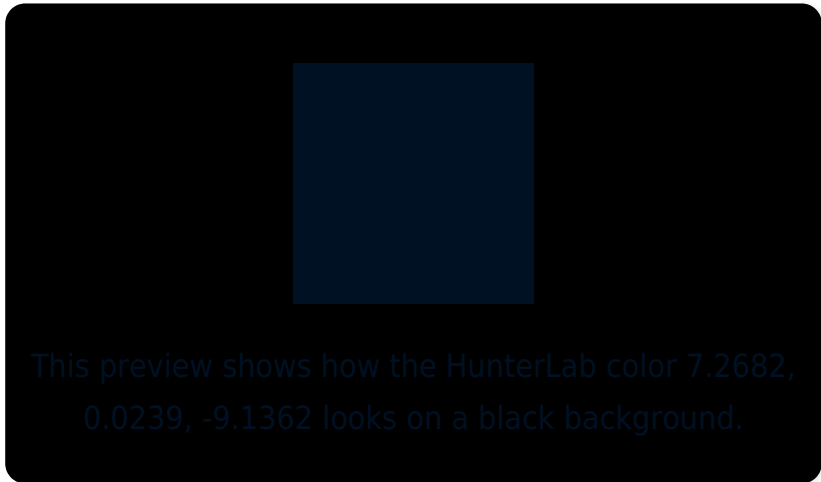 This preview shows how the HunterLab color 7.2682,
0.0239, -9.1362 looks on a black background.